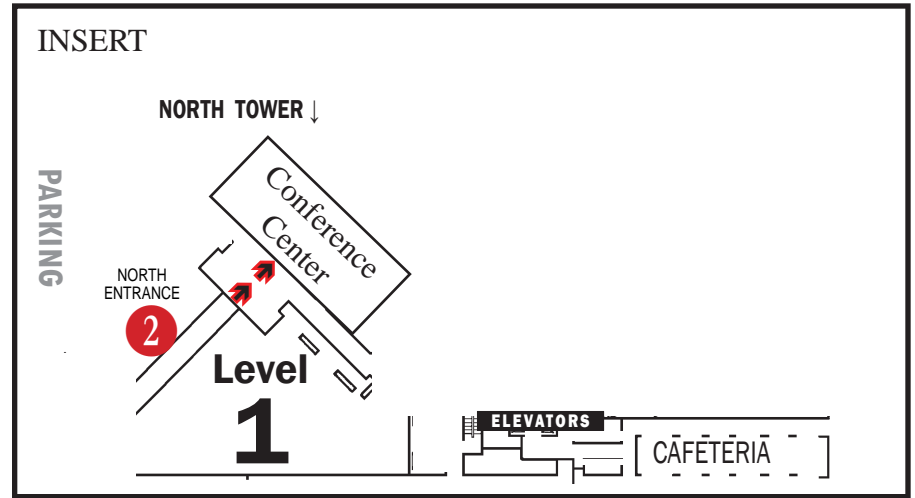 INSERT
NORTH TOWER ↓
PARKING
Conference
Center
NORTH
ENTRANCE
2
Level
1
ELEVATORS
CAFETERIA